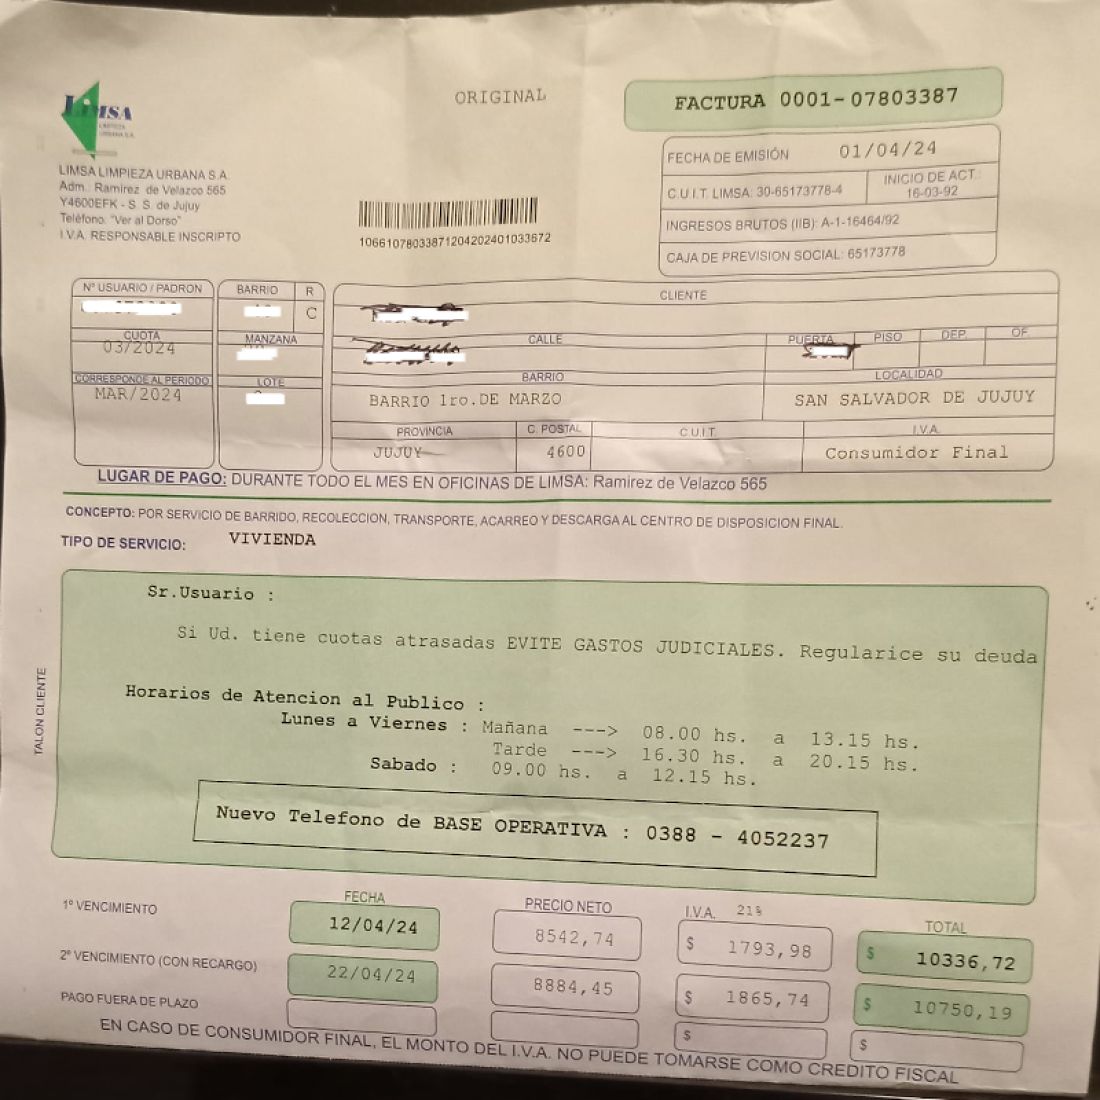 LIMSA
LIMPIEZA
URBANA S.A.
ORIGINAL
FACTURA 0001-07803387
LIMSA LIMPIEZA URBANA S.A.
Adm.: Ramirez de Velazco 565
Y4600EFK - S. S. de Jujuy
Teléfono: "Ver al Dorso"
I.V.A. RESPONSABLE INSCRIPTO
10661078033871204202401033672
FECHA DE EMISIÓN 01/04/24
C.U.I.T. LIMSA: 30-65173778-4
INICIO DE ACT.:
16-03-92
INGRESOS BRUTOS (IIB): A-1-16464/92
CAJA DE PREVISION SOCIAL: 65173778
Nº USUARIO / PADRON BARRIO R CLIENTE
C
CUOTA MANZANA CALLE PUERTA PISO DEP. OF.
03/2024
CORRESPONDE AL PERIODO LOTE BARRIO LOCALIDAD
MAR/2024 BARRIO 1ro.DE MARZO SAN SALVADOR DE JUJUY
PROVINCIA C. POSTAL C.U.I.T. I.V.A.
JUJUY 4600 Consumidor Final
LUGAR DE PAGO: DURANTE TODO EL MES EN OFICINAS DE LIMSA: Ramirez de Velazco 565
CONCEPTO: POR SERVICIO DE BARRIDO, RECOLECCION, TRANSPORTE, ACARREO Y DESCARGA AL CENTRO DE DISPOSICION FINAL.
TIPO DE SERVICIO: VIVIENDA
Sr.Usuario :
Si Ud. tiene cuotas atrasadas EVITE GASTOS JUDICIALES. Regularice su deuda
Horarios de Atencion al Publico :
Lunes a Viernes : Mañana ---> 08.00 hs. a 13.15 hs.
Tarde ---> 16.30 hs. a 20.15 hs.
Sabado : 09.00 hs. a 12.15 hs.
Nuevo Telefono de BASE OPERATIVA : 0388 - 4052237
TALON CLIENTE
FECHA PRECIO NETO I.V.A. 21% TOTAL
1º VENCIMIENTO 12/04/24 8542,74 $ 1793,98 $ 10336,72
2º VENCIMIENTO (CON RECARGO) 22/04/24 8884,45 $ 1865,74 $ 10750,19
PAGO FUERA DE PLAZO $ $
EN CASO DE CONSUMIDOR FINAL, EL MONTO DEL I.V.A. NO PUEDE TOMARSE COMO CREDITO FISCAL